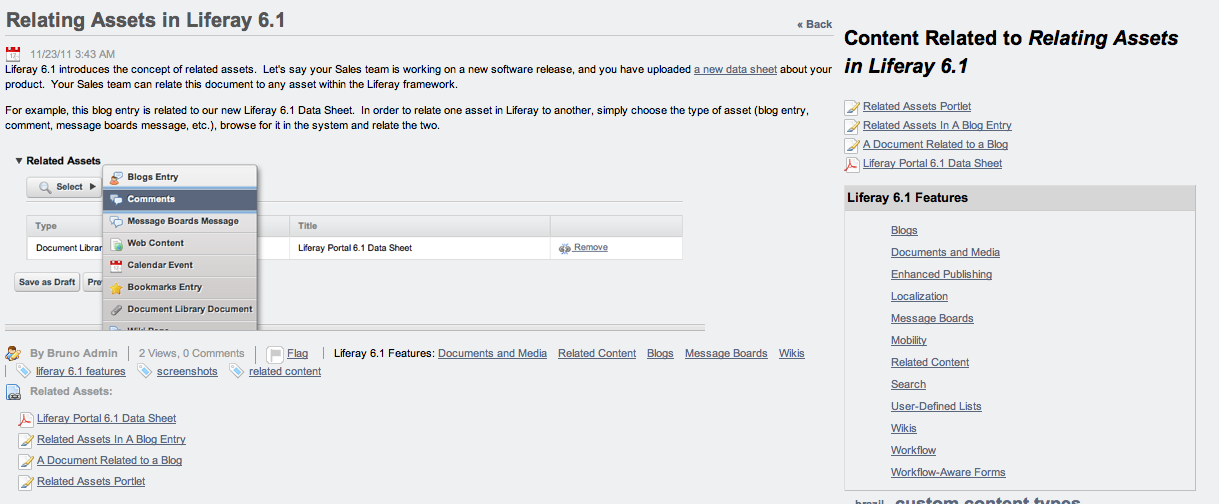 Relating Assets in Liferay 6.1
« Back
11/23/11 3:43 AM
Liferay 6.1 introduces the concept of related assets. Let's say your Sales team is working on a new software release, and you have uploaded a new data sheet about your
product. Your Sales team can relate this document to any asset within the Liferay framework.
For example, this blog entry is related to our new Liferay 6.1 Data Sheet. In order to relate one asset in Liferay to another, simply choose the type of asset (blog entry,
comment, message boards message, etc.), browse for it in the system and relate the two.
Related Assets
Select
Blogs Entry
Comments
Message Boards Message
Web Content
Calendar Event
Bookmarks Entry
Document Library Document
Type
Title
Document Librar
Liferay Portal 6.1 Data Sheet
Remove
Save as Draft
Pre
By Bruno Admin
2 Views, 0 Comments
Flag
Liferay 6.1 Features: Documents and Media Related Content Blogs Message Boards Wikis
liferay 6.1 features screenshots related content
Related Assets:
Liferay Portal 6.1 Data Sheet
Related Assets In A Blog Entry
A Document Related to a Blog
Related Assets Portlet
Content Related to Relating Assets
in Liferay 6.1
Related Assets Portlet
Related Assets In A Blog Entry
A Document Related to a Blog
Liferay Portal 6.1 Data Sheet
Liferay 6.1 Features
Blogs
Documents and Media
Enhanced Publishing
Localization
Message Boards
Mobility
Related Content
Search
User-Defined Lists
Wikis
Workflow
Workflow-Aware Forms
brazil custom content types